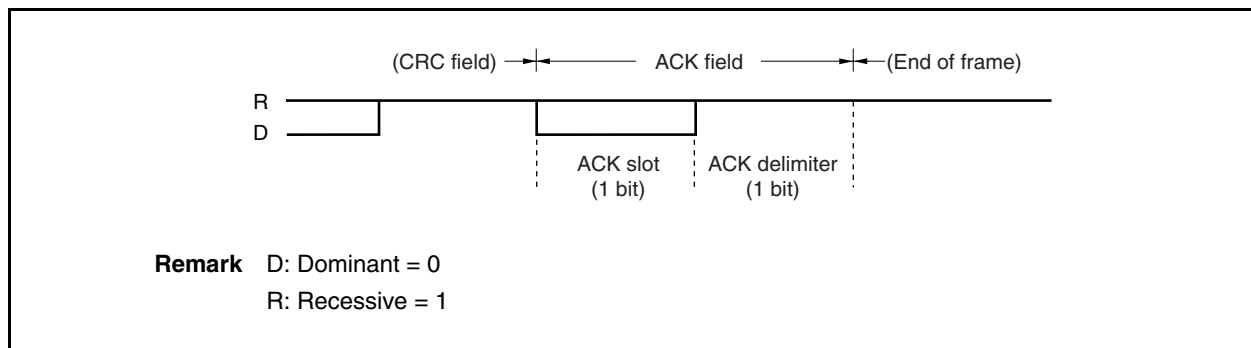 (CRC field) ACK field (End of frame)
R
D
ACK slot ACK delimiter
(1 bit) (1 bit)
Remark D: Dominant = 0
R: Recessive = 1